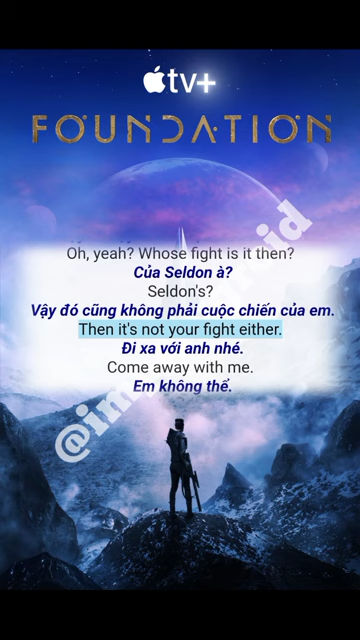 tv+
FOUNDATION
Oh, yeah? Whose fight is it then?
Của Seldon à?
Seldon's?
Vậy đó cũng không phải cuộc chiến của em.
Then it's not your fight either.
Đi xa với anh nhé.
Come away with me.
Em không thể.